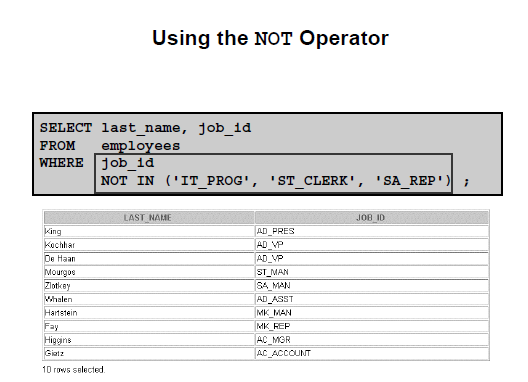 Using the NOT Operator
SELECT last_name, job_id
FROM employees
WHERE job_id
NOT IN ('IT_PROG', 'ST_CLERK', 'SA_REP') ;
LAST_NAME JOB_ID
King AD_PRES
Kochhar AD_VP
De Haan AD_VP
Mourgos ST_MAN
Zlotkey SA_MAN
Whalen AD_ASST
Hartstein MK_MAN
Fay MK_REP
Higgins AC_MGR
Gietz AC_ACCOUNT
10 rows selected.